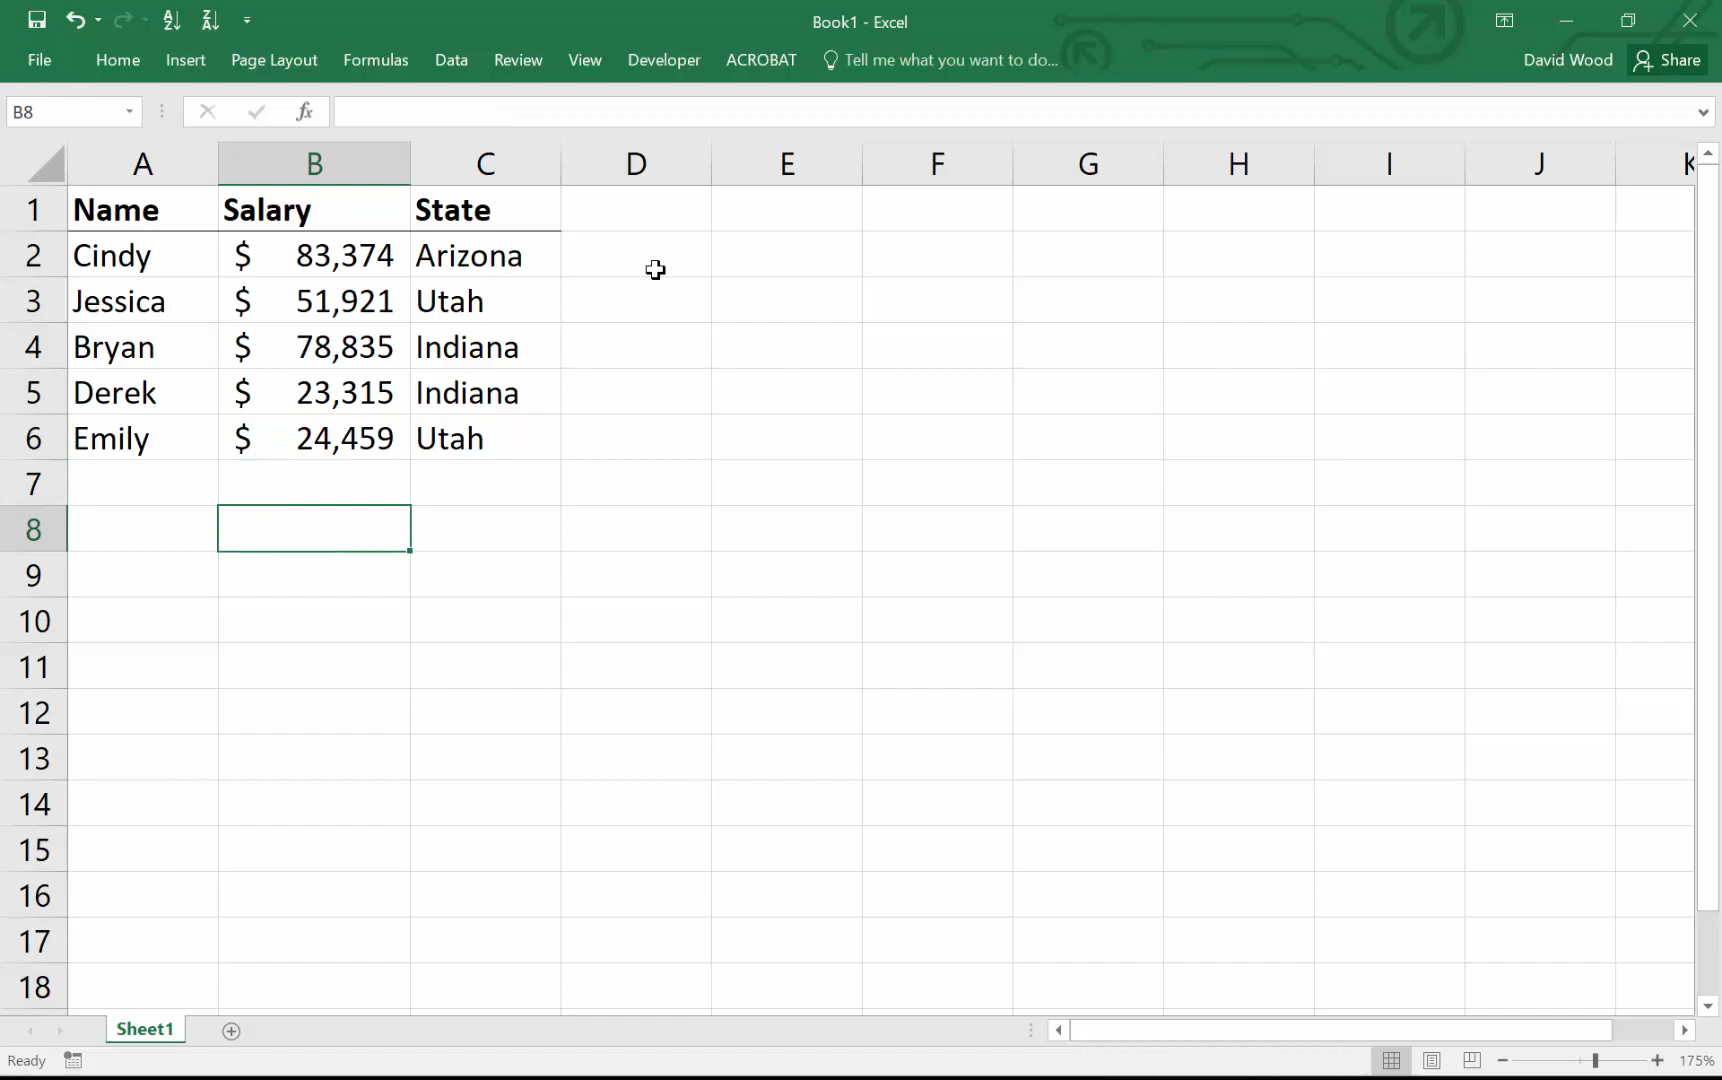 Book1 - Excel
File Home Insert Page Layout Formulas Data Review View Developer ACROBAT Tell me what you want to do... David Wood Share
B8 fx
A B C D E F G H I J K
1 Name Salary State
2 Cindy $ 83,374 Arizona
3 Jessica $ 51,921 Utah
4 Bryan $ 78,835 Indiana
5 Derek $ 23,315 Indiana
6 Emily $ 24,459 Utah
7
8
9
10
11
12
13
14
15
16
17
18
Sheet1
Ready 175%